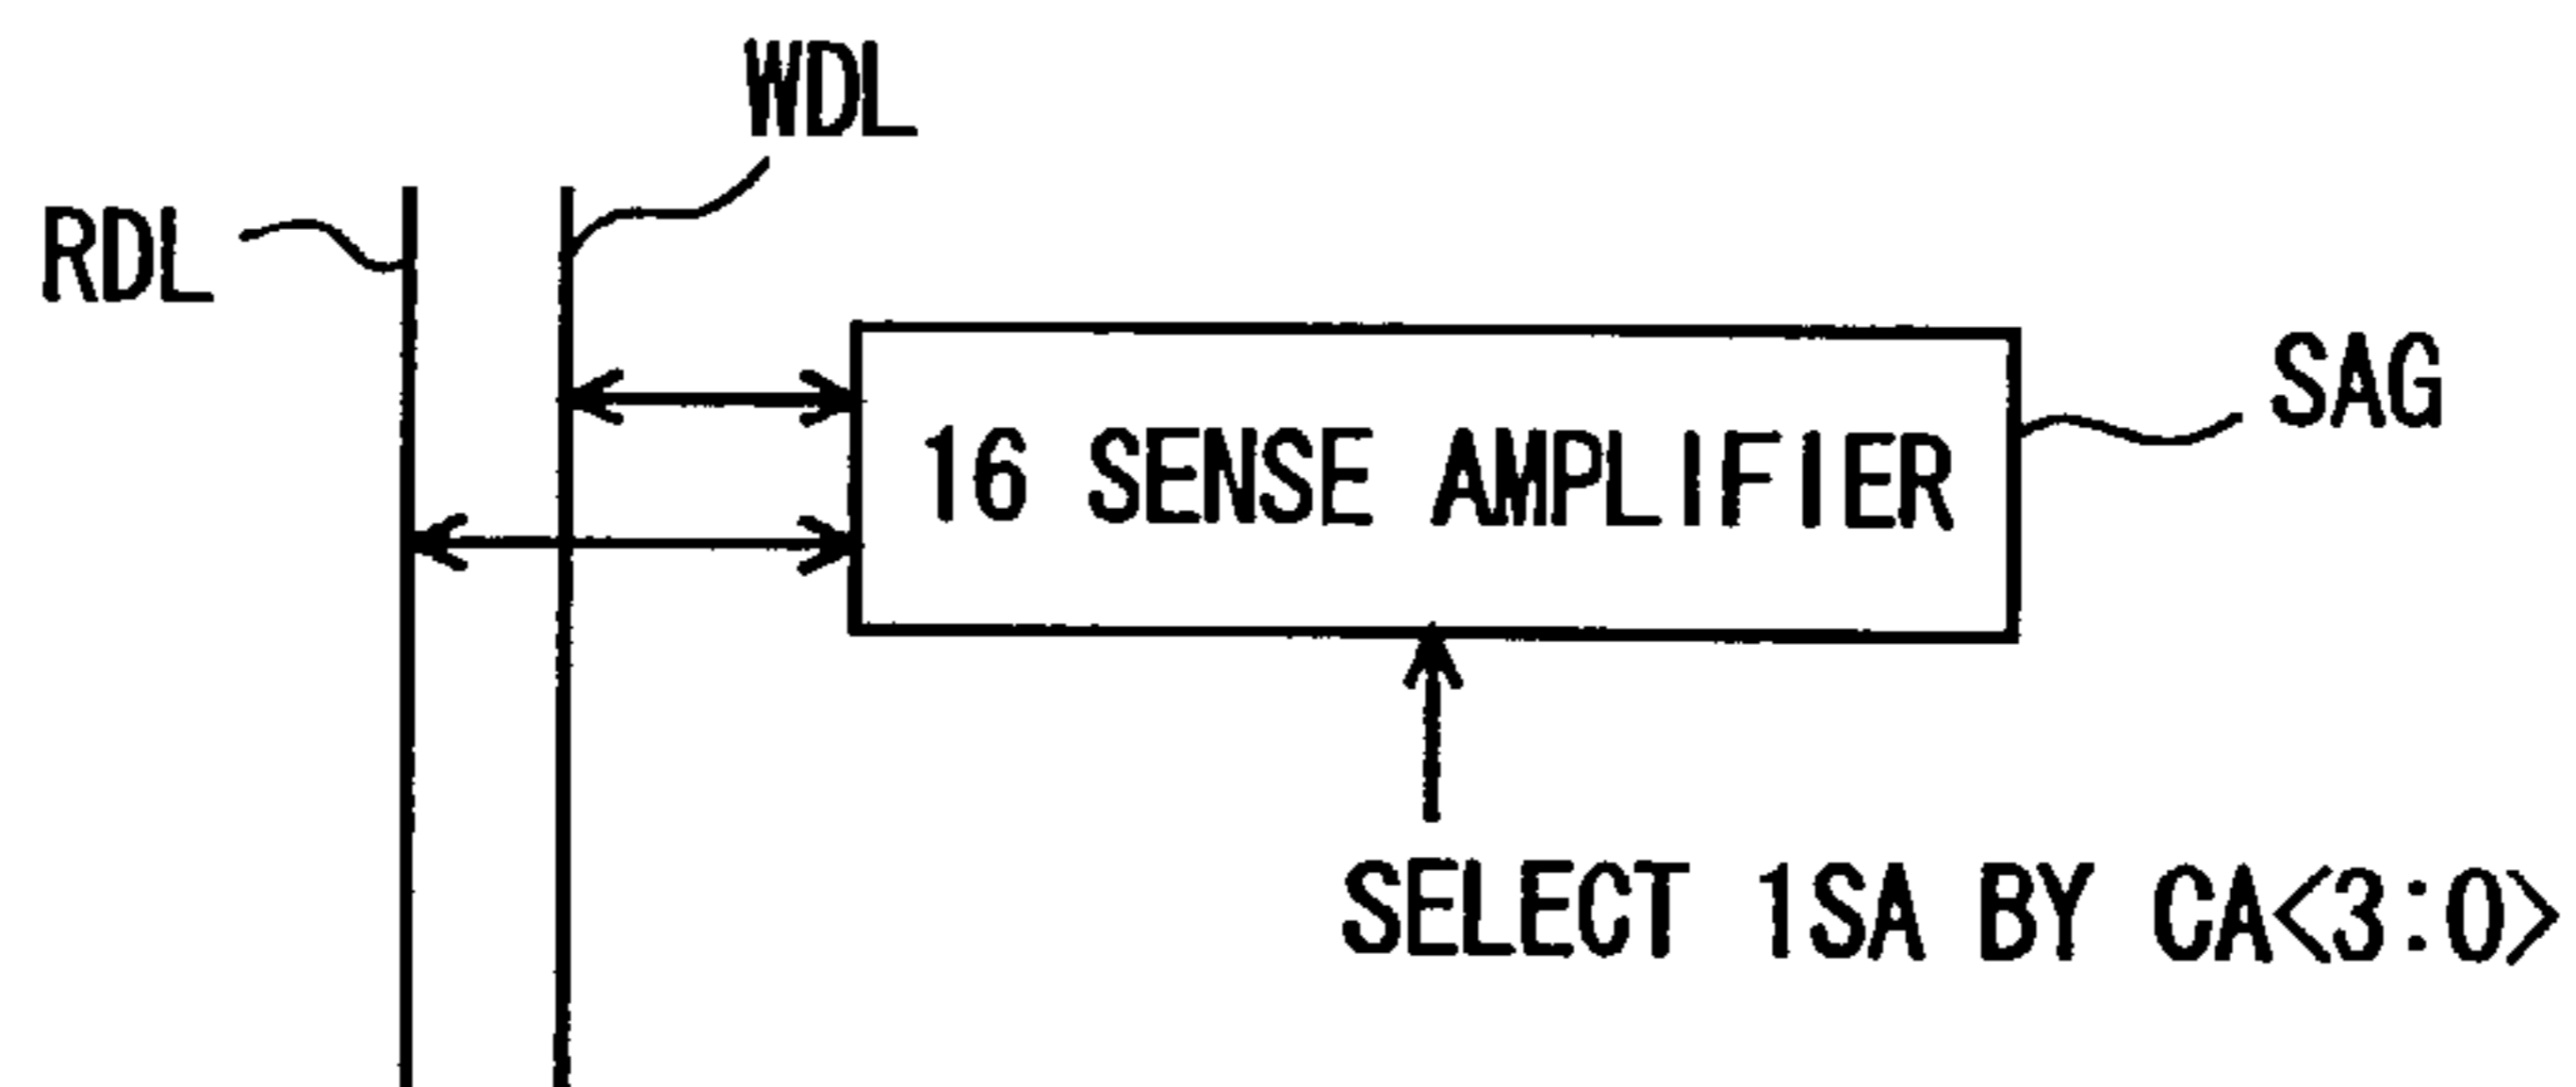 WDL
RDL
SAG
16 SENSE AMPLIFIER
SELECT 1SA BY CA<3:0>